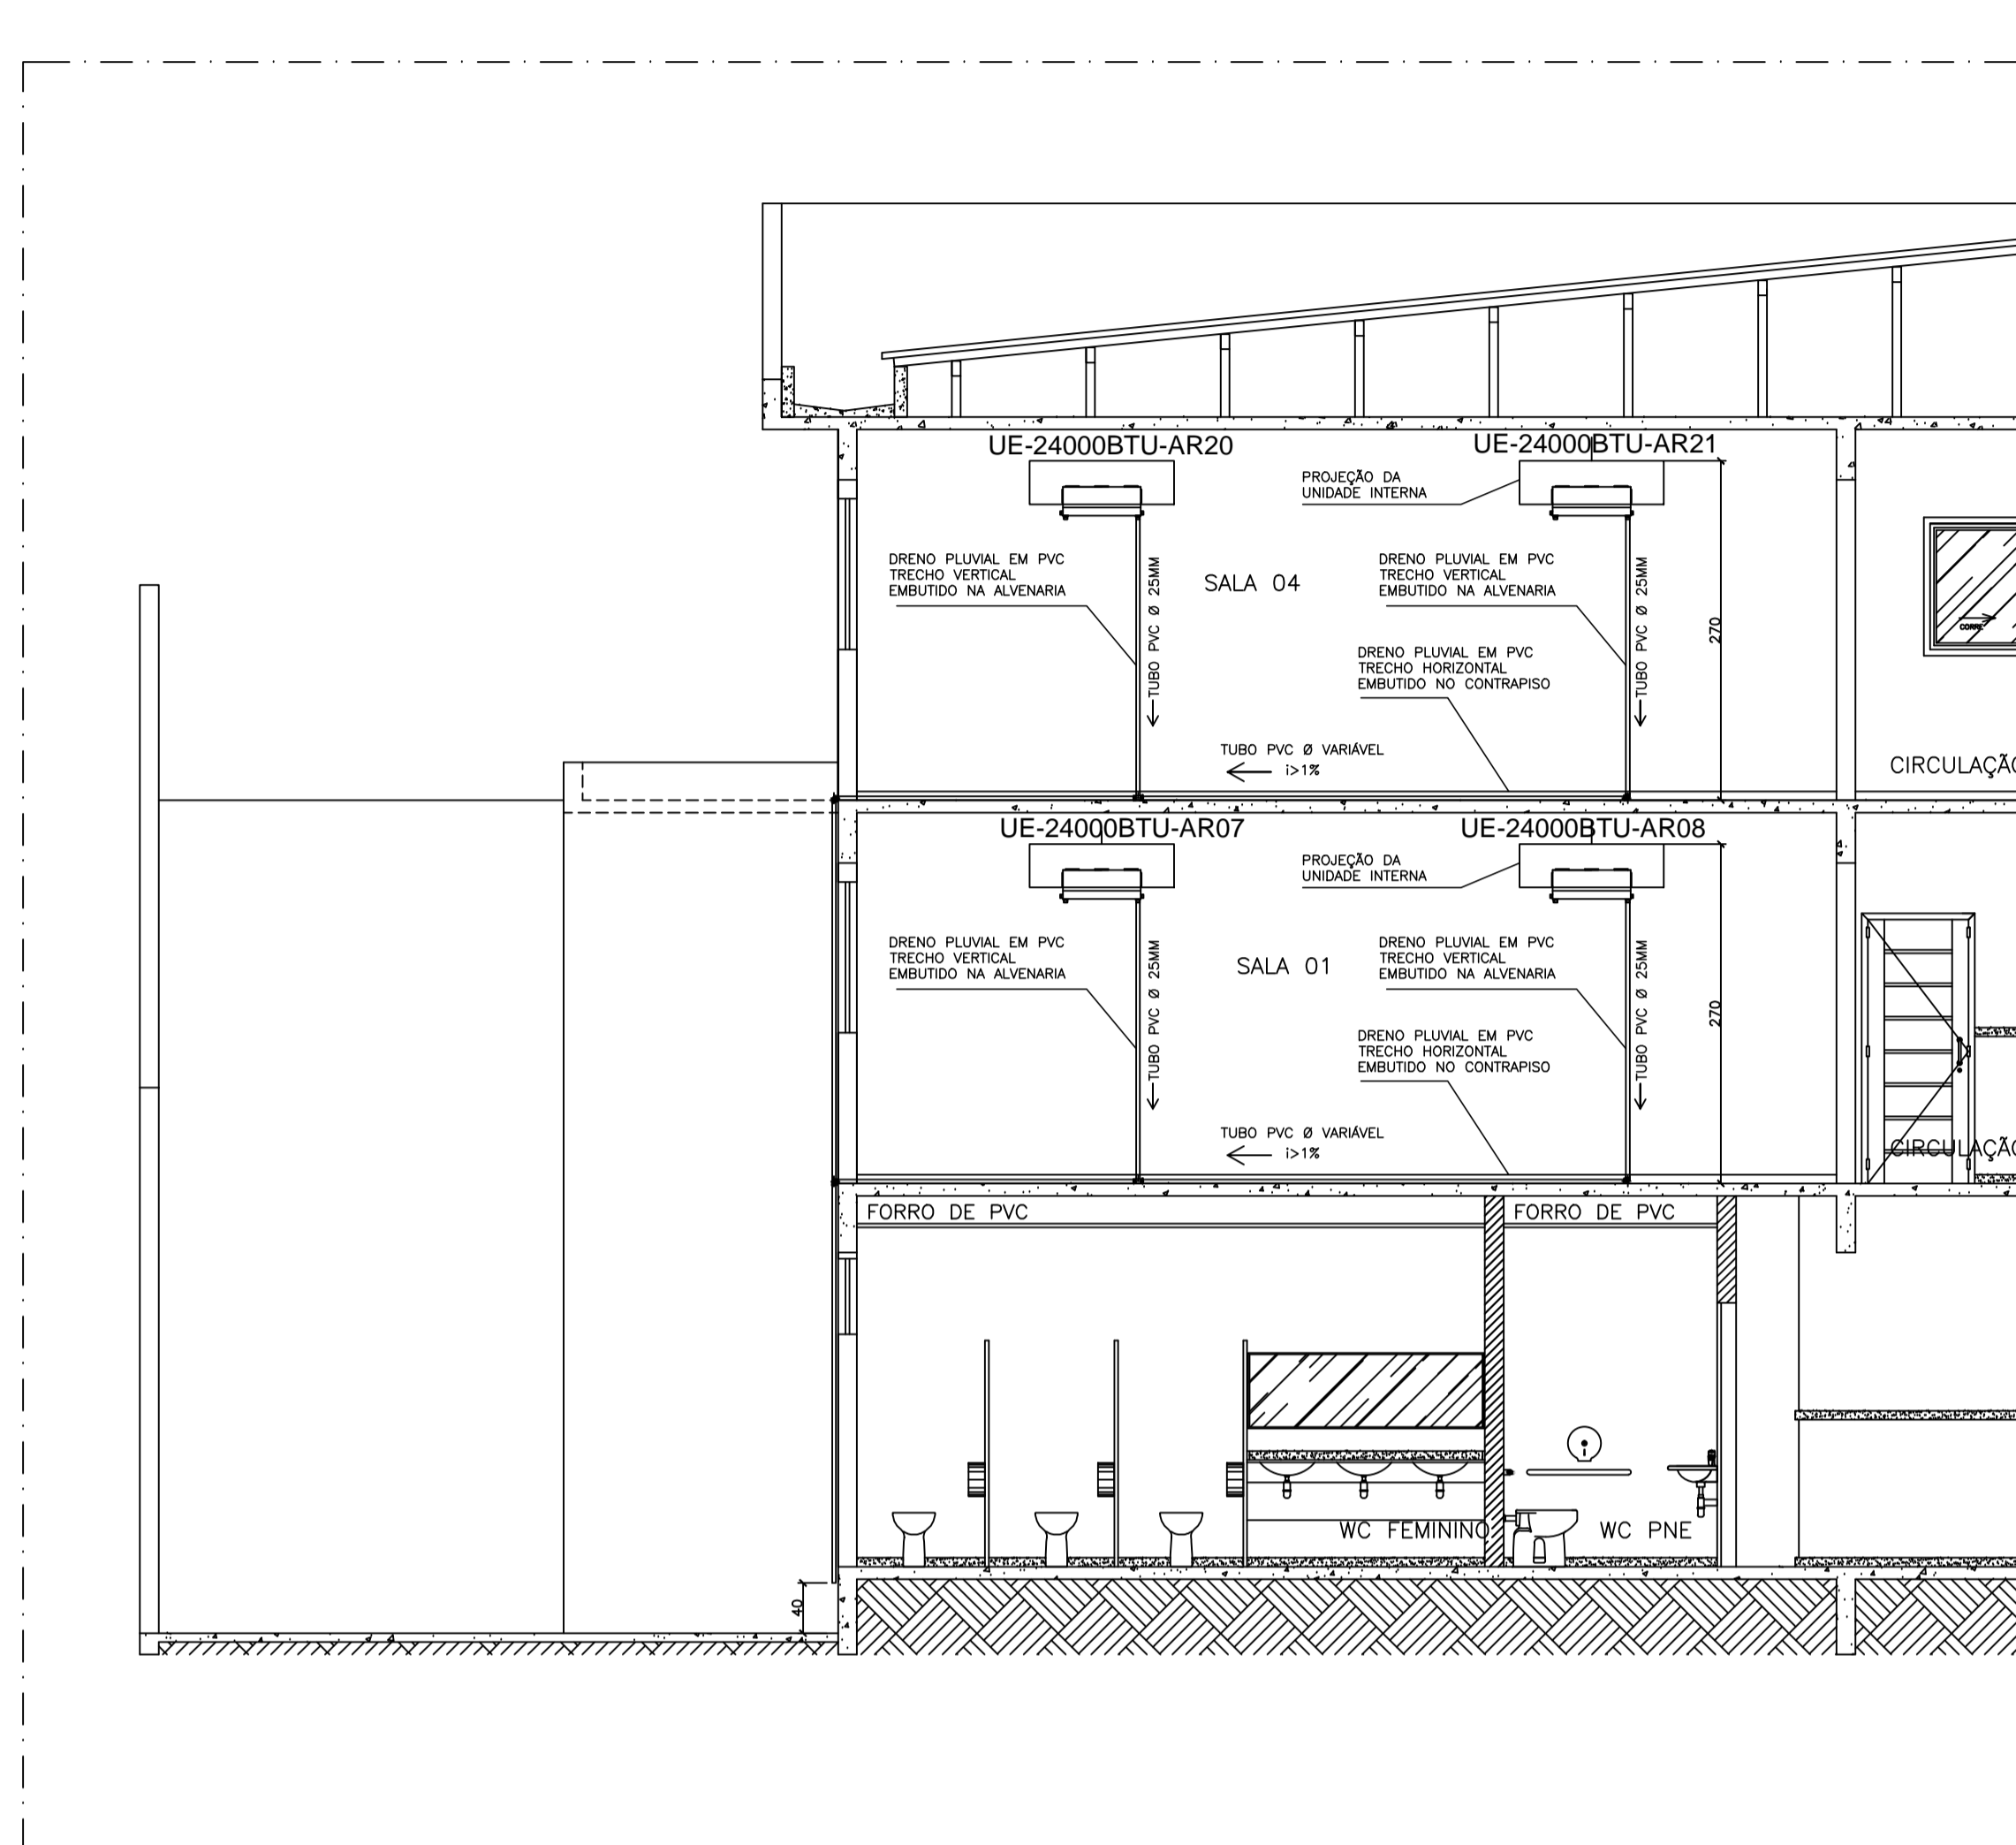 UE-24000BTU-AR20
UE-24000BTU-AR21
PROJEÇÃO DA
UNIDADE INTERNA
DRENO PLUVIAL EM PVC
TRECHO VERTICAL
EMBUTIDO NA ALVENARIA
TUBO PVC Ø 25MM
SALA 04
DRENO PLUVIAL EM PVC
TRECHO VERTICAL
EMBUTIDO NA ALVENARIA
TUBO PVC Ø 25MM
270
CORRE
DRENO PLUVIAL EM PVC
TRECHO HORIZONTAL
EMBUTIDO NO CONTRAPISO
TUBO PVC Ø VARIÁVEL
i>1%
CIRCULAÇÃO
UE-24000BTU-AR07
UE-24000BTU-AR08
PROJEÇÃO DA
UNIDADE INTERNA
DRENO PLUVIAL EM PVC
TRECHO VERTICAL
EMBUTIDO NA ALVENARIA
TUBO PVC Ø 25MM
SALA 01
DRENO PLUVIAL EM PVC
TRECHO VERTICAL
EMBUTIDO NA ALVENARIA
TUBO PVC Ø 25MM
270
DRENO PLUVIAL EM PVC
TRECHO HORIZONTAL
EMBUTIDO NO CONTRAPISO
TUBO PVC Ø VARIÁVEL
i>1%
CIRCULAÇÃO
FORRO DE PVC
FORRO DE PVC
WC FEMININO
WC PNE
40